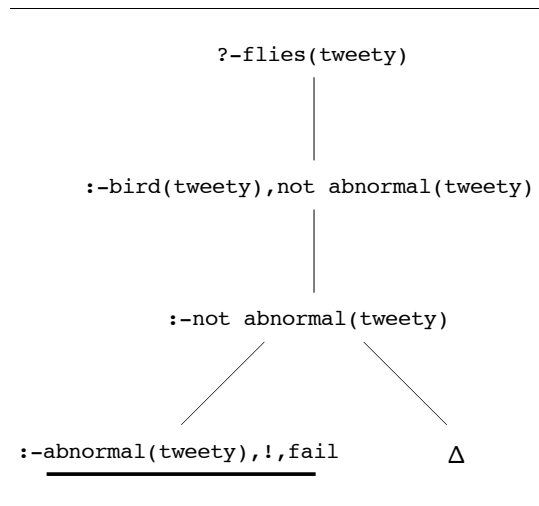 ?-flies(tweety)
:-bird(tweety),not abnormal(tweety)
:-not abnormal(tweety)
:-abnormal(tweety),!,fail
Δ